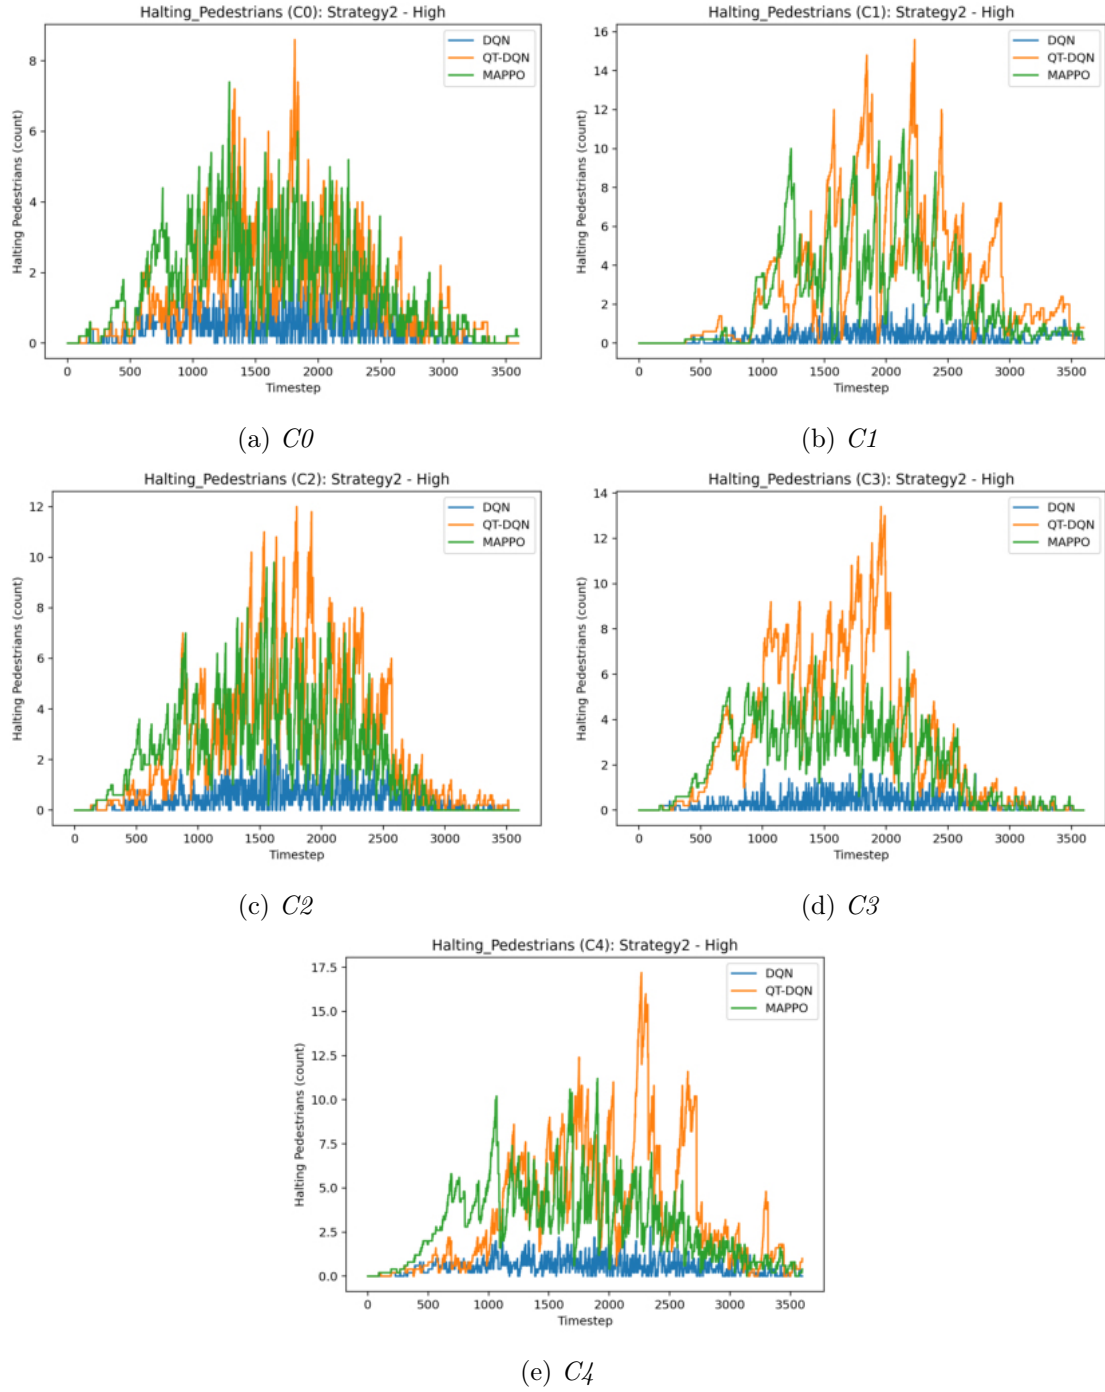 Halting_Pedestrians (C0): Strategy2 - High
DQN
QT-DQN
MAPPO
8
6
4
2
0
Halting Pedestrians (count)
0 500 1000 1500 2000 2500 3000 3500
Timestep
(a) C0
Halting_Pedestrians (C1): Strategy2 - High
DQN
QT-DQN
MAPPO
16
14
12
10
8
6
4
2
0
Halting Pedestrians (count)
0 500 1000 1500 2000 2500 3000 3500
Timestep
(b) C1
Halting_Pedestrians (C2): Strategy2 - High
DQN
QT-DQN
MAPPO
12
10
8
6
4
2
0
Halting Pedestrians (count)
0 500 1000 1500 2000 2500 3000 3500
Timestep
(c) C2
Halting_Pedestrians (C3): Strategy2 - High
DQN
QT-DQN
MAPPO
14
12
10
8
6
4
2
0
Halting Pedestrians (count)
0 500 1000 1500 2000 2500 3000 3500
Timestep
(d) C3
Halting_Pedestrians (C4): Strategy2 - High
DQN
QT-DQN
MAPPO
17.5
15.0
12.5
10.0
7.5
5.0
2.5
0.0
Halting Pedestrians (count)
0 500 1000 1500 2000 2500 3000 3500
Timestep
(e) C4